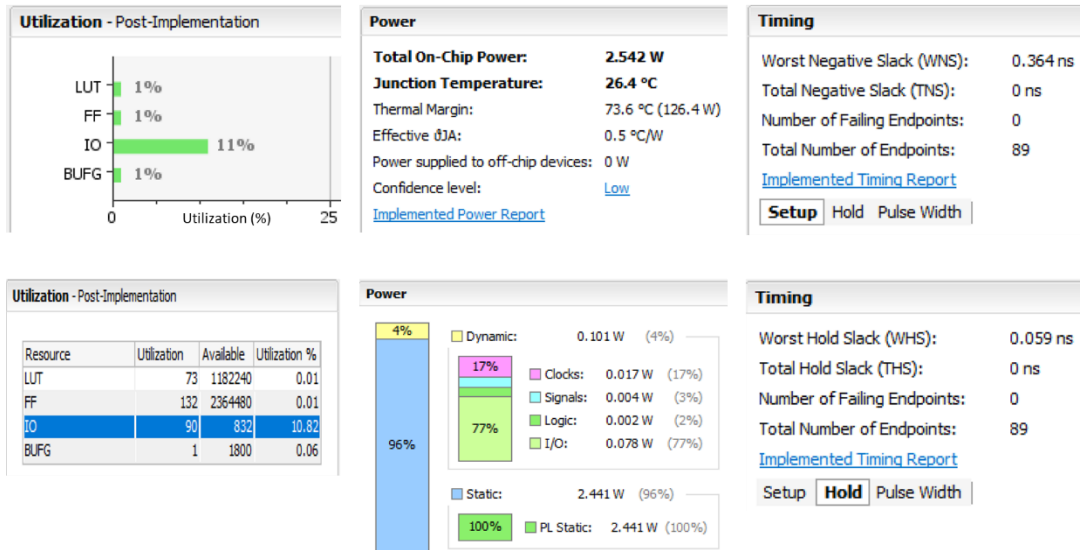 Utilization - Post-Implementation
LUT 1%
FF 1%
IO 11%
BUFG 1%
0 Utilization (%) 25
Power
Total On-Chip Power: 2.542 W
Junction Temperature: 26.4 °C
Thermal Margin: 73.6 °C (126.4 W)
Effective ϑJA: 0.5 °C/W
Power supplied to off-chip devices: 0 W
Confidence level: Low
Implemented Power Report
Timing
Worst Negative Slack (WNS): 0.364 ns
Total Negative Slack (TNS): 0 ns
Number of Failing Endpoints: 0
Total Number of Endpoints: 89
Implemented Timing Report
Setup Hold Pulse Width
Utilization - Post-Implementation
Resource Utilization Available Utilization %
LUT 73 1182240 0.01
FF 132 2364480 0.01
IO 90 832 10.82
BUFG 1 1800 0.06
Power
4%
96%
Dynamic: 0.101 W (4%)
17%
77%
Clocks: 0.017 W (17%)
Signals: 0.004 W (3%)
Logic: 0.002 W (2%)
I/O: 0.078 W (77%)
Static: 2.441 W (96%)
100% PL Static: 2.441 W (100%)
Timing
Worst Hold Slack (WHS): 0.059 ns
Total Hold Slack (THS): 0 ns
Number of Failing Endpoints: 0
Total Number of Endpoints: 89
Implemented Timing Report
Setup Hold Pulse Width